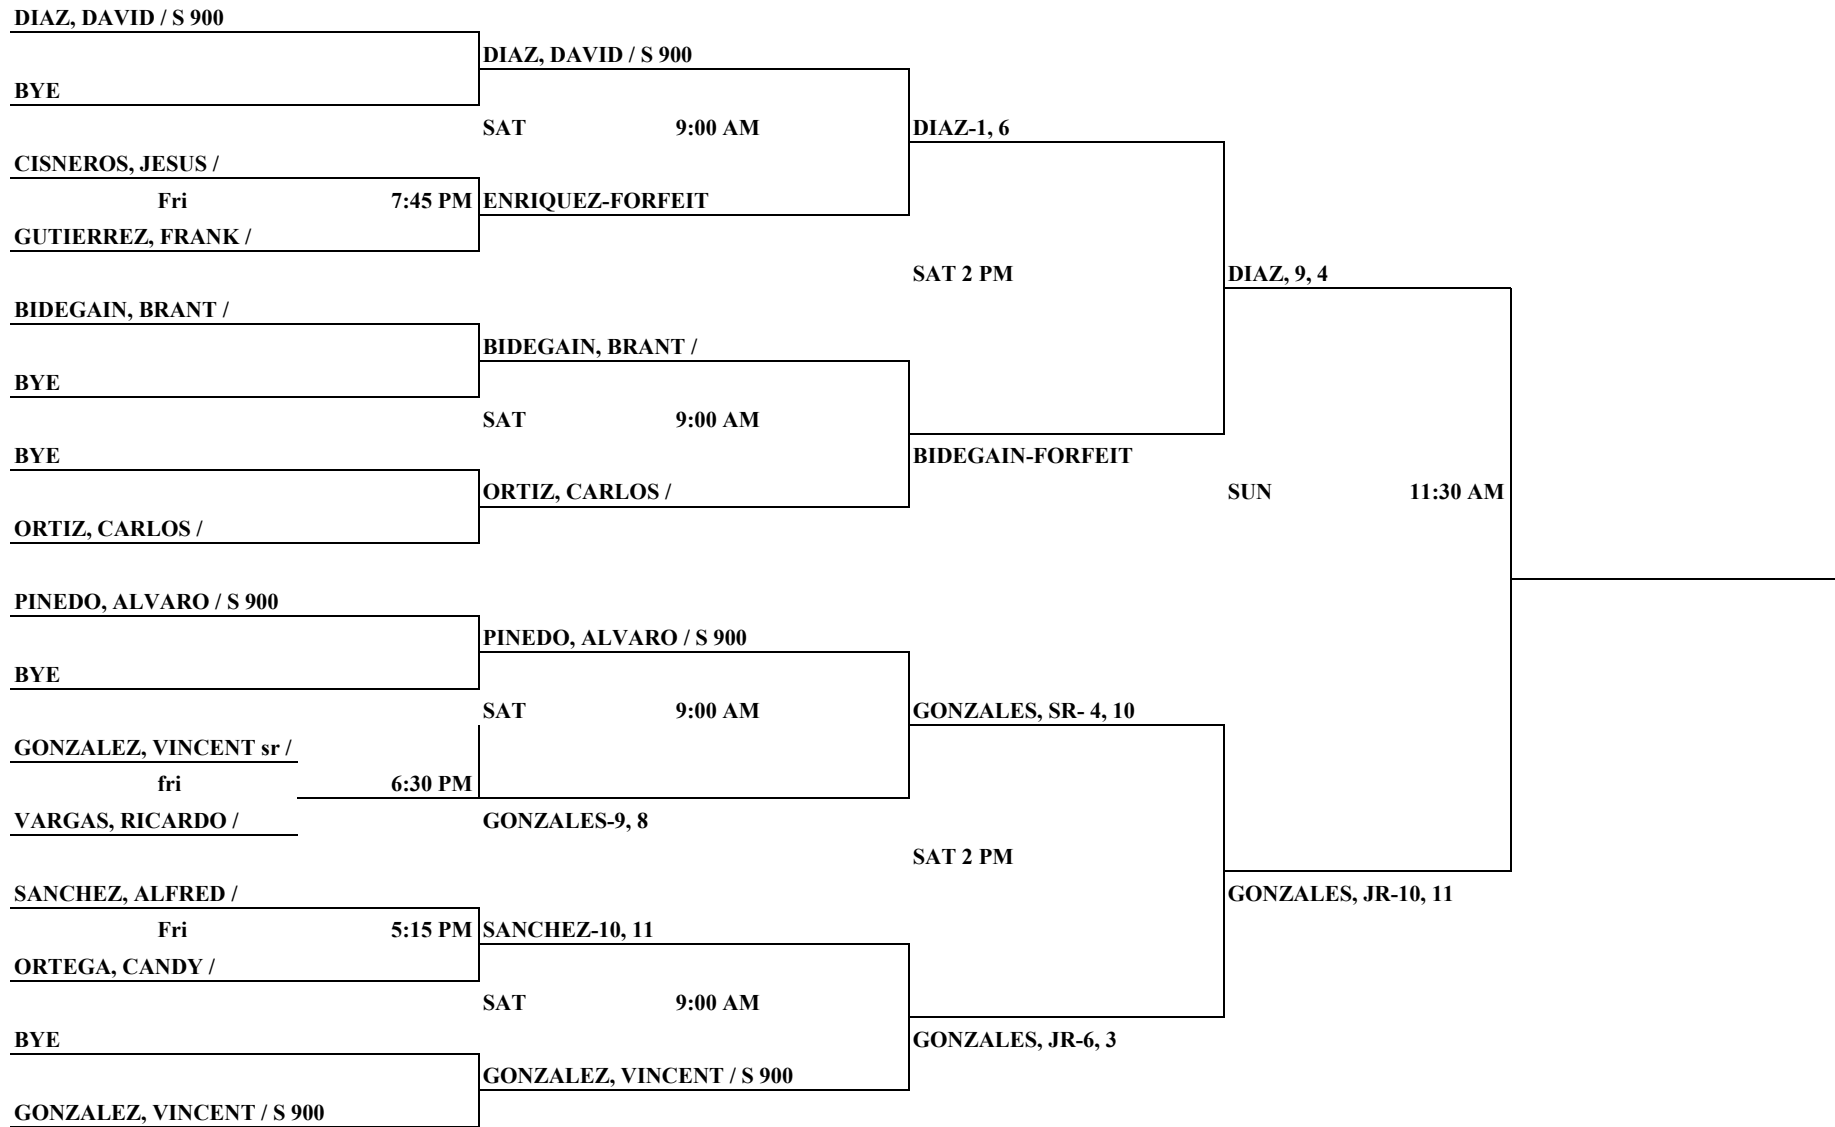 DIAZ, DAVID / S 900
DIAZ, DAVID / S 900
BYE
SAT 9:00 AM DIAZ-1, 6
CISNEROS, JESUS /
Fri 7:45 PM ENRIQUEZ-FORFEIT
GUTIERREZ, FRANK /
SAT 2 PM DIAZ, 9, 4
BIDEGAIN, BRANT /
BIDEGAIN, BRANT /
BYE
SAT 9:00 AM
BYE BIDEGAIN-FORFEIT
ORTIZ, CARLOS / SUN 11:30 AM
ORTIZ, CARLOS /
PINEDO, ALVARO / S 900
PINEDO, ALVARO / S 900
BYE
SAT 9:00 AM GONZALES, SR- 4, 10
GONZALEZ, VINCENT sr /
fri 6:30 PM
VARGAS, RICARDO / GONZALES-9, 8
SAT 2 PM
SANCHEZ, ALFRED / GONZALES, JR-10, 11
Fri 5:15 PM SANCHEZ-10, 11
ORTEGA, CANDY /
SAT 9:00 AM
BYE GONZALES, JR-6, 3
GONZALEZ, VINCENT / S 900
GONZALEZ, VINCENT / S 900